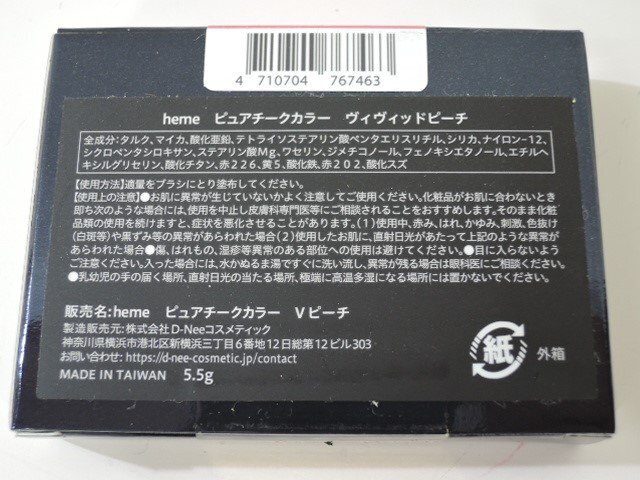 4 710704 767463
heme ピュアチークカラー ヴィヴィッドピーチ
全成分:タルク、マイカ、酸化亜鉛、テトライソステアリン酸ペンタエリスリチル、シリカ、ナイロン-12、
シクロペンタシロキサン、ステアリン酸Mg、ワセリン、ジメチコノール、フェノキシエタノール、エチルヘ
キシルグリセリン、酸化チタン、赤226、黄5、酸化鉄、赤202、酸化スズ
【使用方法】適量をブラシにとり塗布してください。
【使用上の注意】●お肌に異常が生じていないかよく注意してご使用ください。化粧品がお肌に合わないとき
即ち次のような場合には、使用を中止し皮膚科専門医等にご相談されることをおすすめします。そのまま化粧
品類の使用を続けますと、症状を悪化させることがあります。(1)使用中、赤み、はれ、かゆみ、刺激、色抜け
(白斑等)や黒ずみ等の異常があらわれた場合(2)使用したお肌に、直射日光があたって上記のような異常が
あらわれた場合●傷、はれもの、湿疹等異常のある部位への使用は避けてください。●目に入らないよう
ご注意ください。入った場合には、水かぬるま湯ですぐに洗い流し、異常が残る場合は眼科医にご相談ください。
●乳幼児の手の届く場所、直射日光の当たる場所、極端に高温多湿になる場所には置かないでください。
販売名:heme ピュアチークカラー Vピーチ
製造販売元:株式会社D-Neeコスメティック
神奈川県横浜市港北区新横浜三丁目6番地12日総第12ビル303
お問い合わせ:https://d-nee-cosmetic.jp/contact
MADE IN TAIWAN 5.5g
紙 外箱